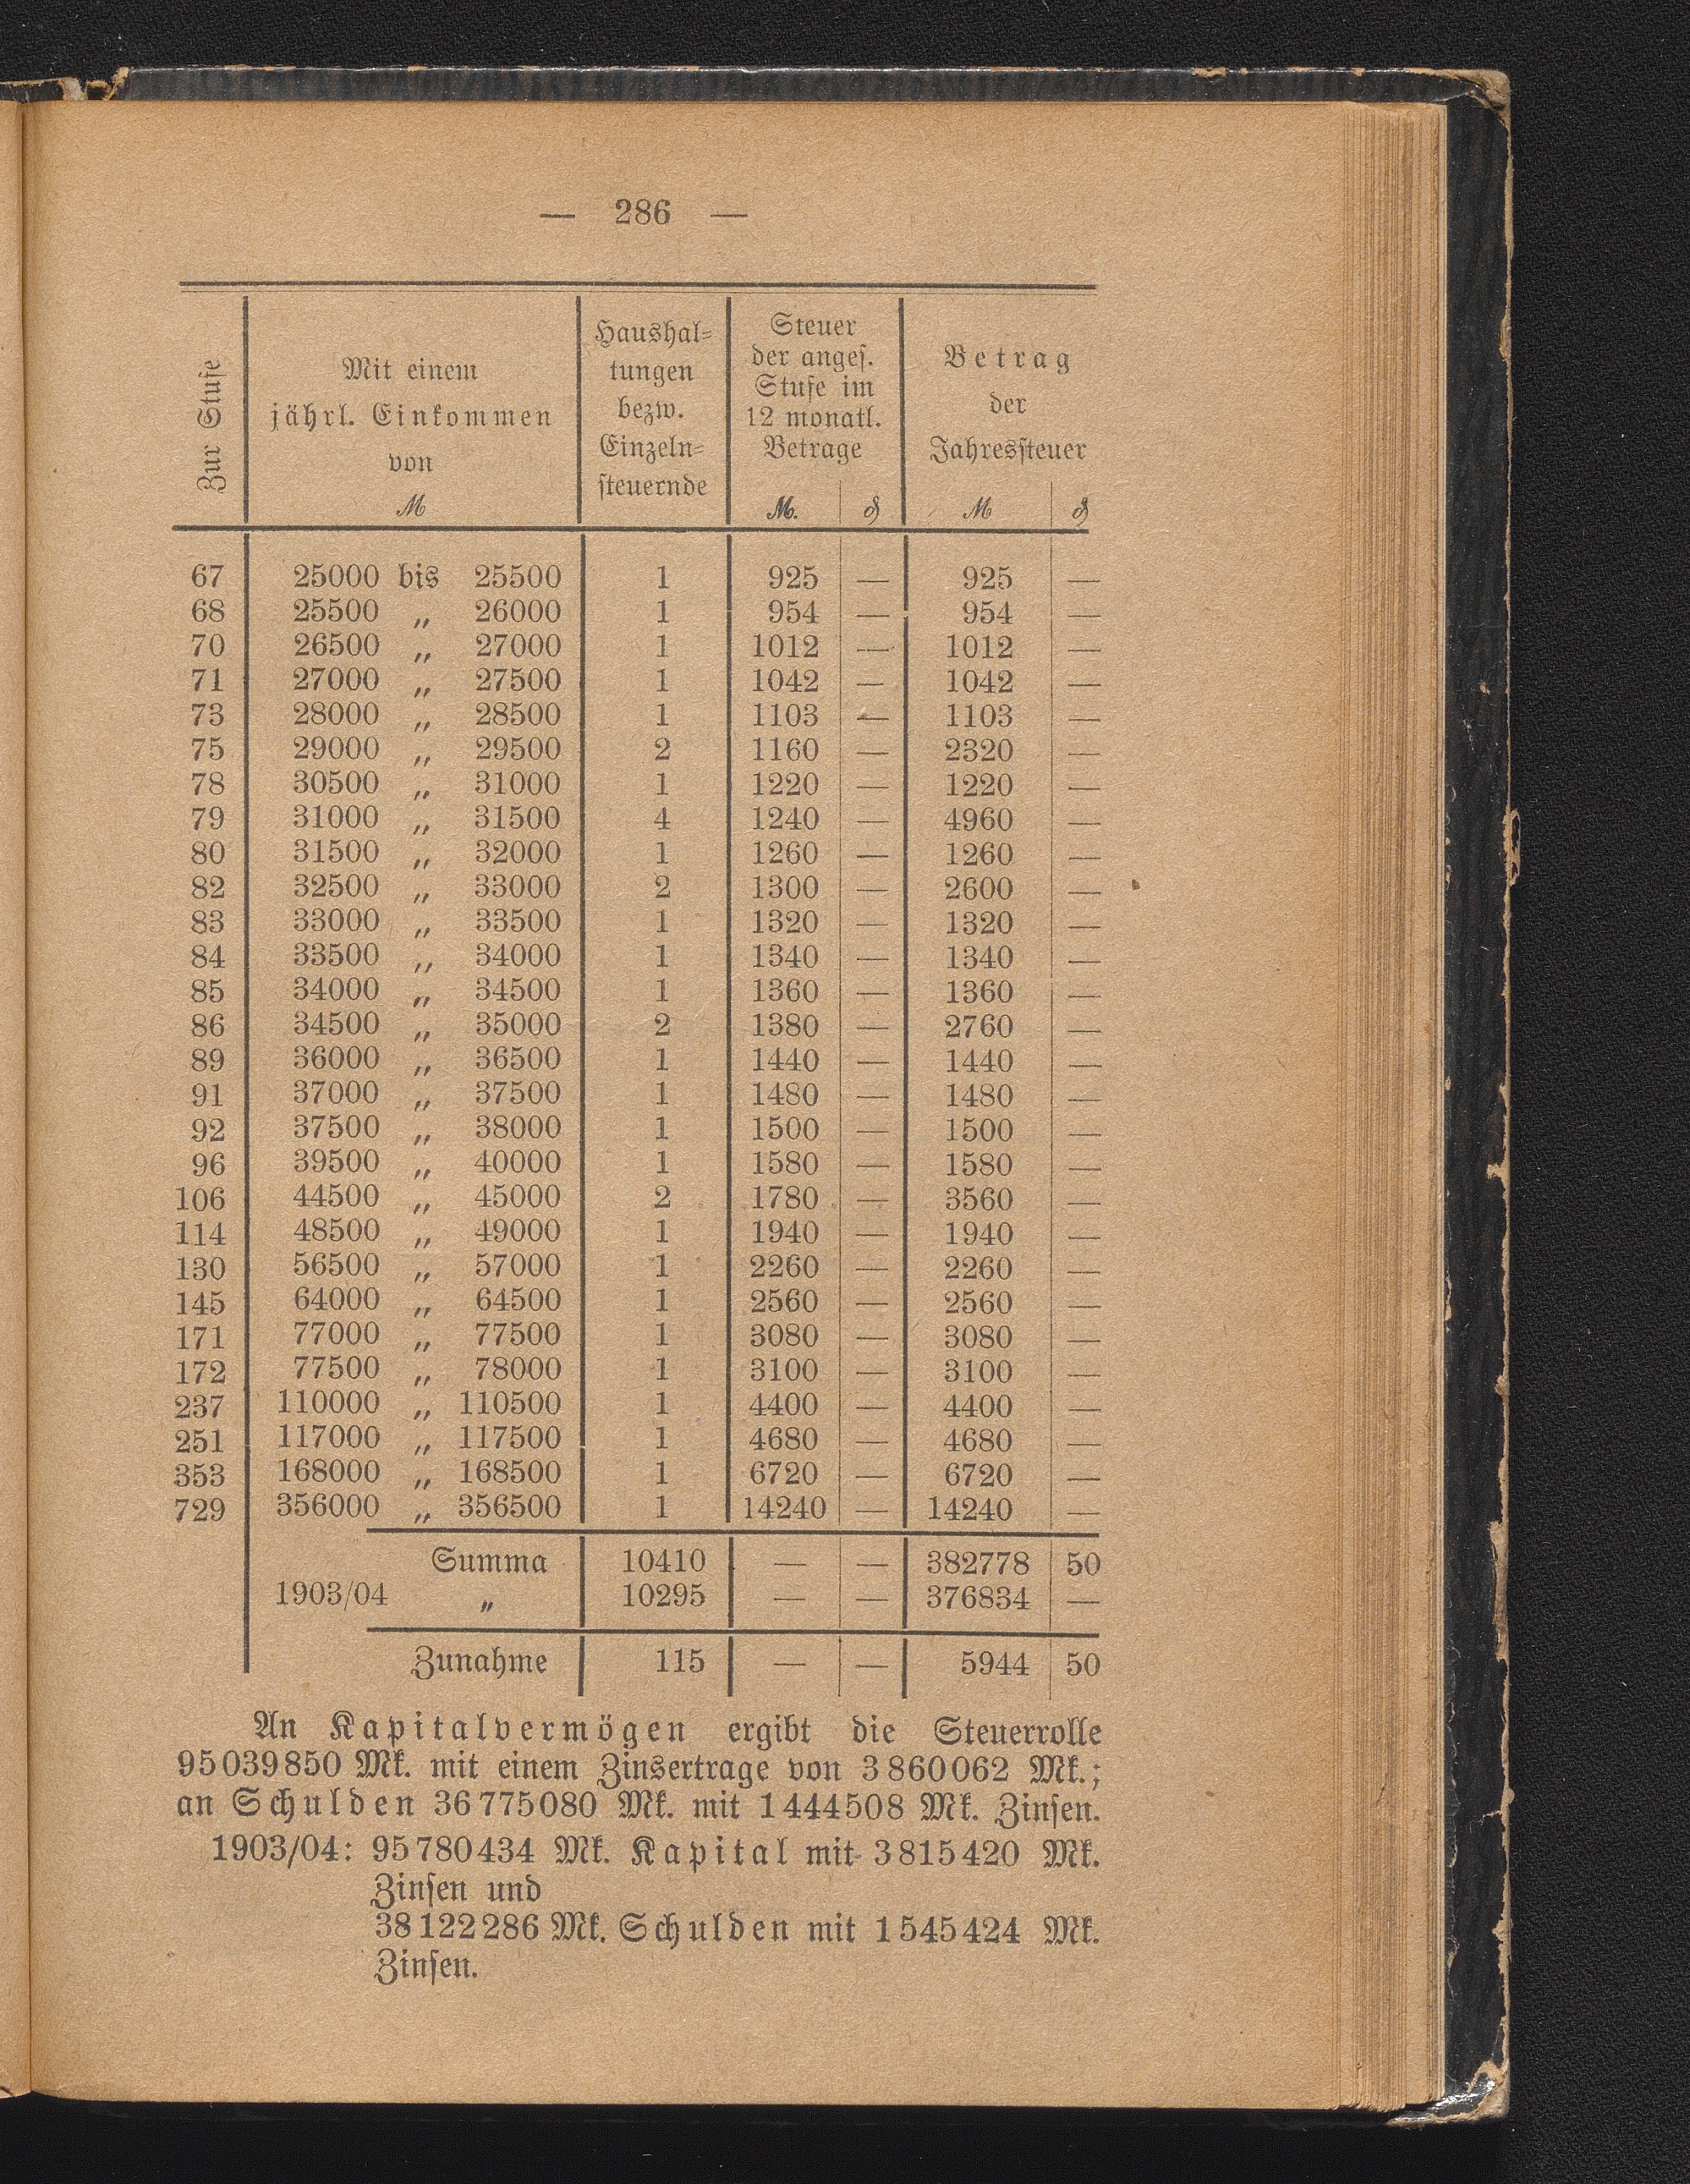 — 286 —
Zur Stufe | Mit einem jährl. Einkommen von M | Haushal= tungen bezw. Einzeln= steuernde | Steuer der anges. Stufe im 12 monatl. Betrage M. ₰ | Betrag der Jahressteuer M ₰
67 25000 bis 25500 1 925 — 925 —
68 25500 „ 26000 1 954 — 954 —
70 26500 „ 27000 1 1012 — 1012 —
71 27000 „ 27500 1 1042 — 1042 —
73 28000 „ 28500 1 1103 — 1103 —
75 29000 „ 29500 2 1160 — 2320 —
78 30500 „ 31000 1 1220 — 1220 —
79 31000 „ 31500 4 1240 — 4960 —
80 31500 „ 32000 1 1260 — 1260 —
82 32500 „ 33000 2 1300 — 2600 —
83 33000 „ 33500 1 1320 — 1320 —
84 33500 „ 34000 1 1340 — 1340 —
85 34000 „ 34500 1 1360 — 1360 —
86 34500 „ 35000 2 1380 — 2760 —
89 36000 „ 36500 1 1440 — 1440 —
91 37000 „ 37500 1 1480 — 1480 —
92 37500 „ 38000 1 1500 — 1500 —
96 39500 „ 40000 1 1580 — 1580 —
106 44500 „ 45000 2 1780 — 3560 —
114 48500 „ 49000 1 1940 — 1940 —
130 56500 „ 57000 1 2260 — 2260 —
145 64000 „ 64500 1 2560 — 2560 —
171 77000 „ 77500 1 3080 — 3080 —
172 77500 „ 78000 1 3100 — 3100 —
237 110000 „ 110500 1 4400 — 4400 —
251 117000 „ 117500 1 4680 — 4680 —
353 168000 „ 168500 1 6720 — 6720 —
729 356000 „ 356500 1 14240 — 14240 —
Summa 10410 — — 382778 50
1903/04 „ 10295 — — 376834 —
Zunahme 115 — — 5944 50
An Kapitalvermögen ergibt die Steuerrolle
95039850 Mk. mit einem Zinsertrage von 3860062 Mk.;
an Schulden 36775080 Mk. mit 1444508 Mk. Zinsen.
1903/04: 95780434 Mk. Kapital mit 3815420 Mk.
Zinsen und
38122286 Mk. Schulden mit 1545424 Mk.
Zinsen.